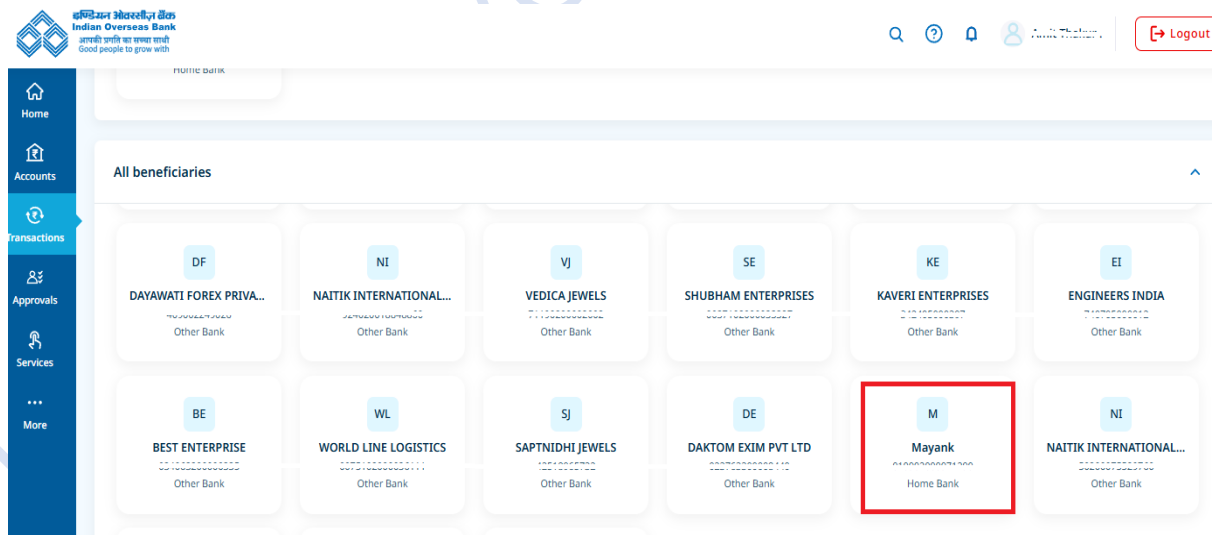 इण्डियन ओवरसीज़ बैंक
Indian Overseas Bank
आपकी प्रगति का सच्चा साथी
Good people to grow with
Logout
Home Bank
Home
Accounts
Transactions
Approvals
Services
More
All beneficiaries
DF NI VJ SE KE EI
DAYAWATI FOREX PRIVA... NAITIK INTERNATIONAL... VEDICA JEWELS SHUBHAM ENTERPRISES KAVERI ENTERPRISES ENGINEERS INDIA
Other Bank Other Bank Other Bank Other Bank Other Bank Other Bank
BE WL SJ DE M NI
BEST ENTERPRISE WORLD LINE LOGISTICS SAPTNIDHI JEWELS DAKTOM EXIM PVT LTD Mayank NAITIK INTERNATIONAL...
Other Bank Other Bank Other Bank Other Bank Home Bank Other Bank